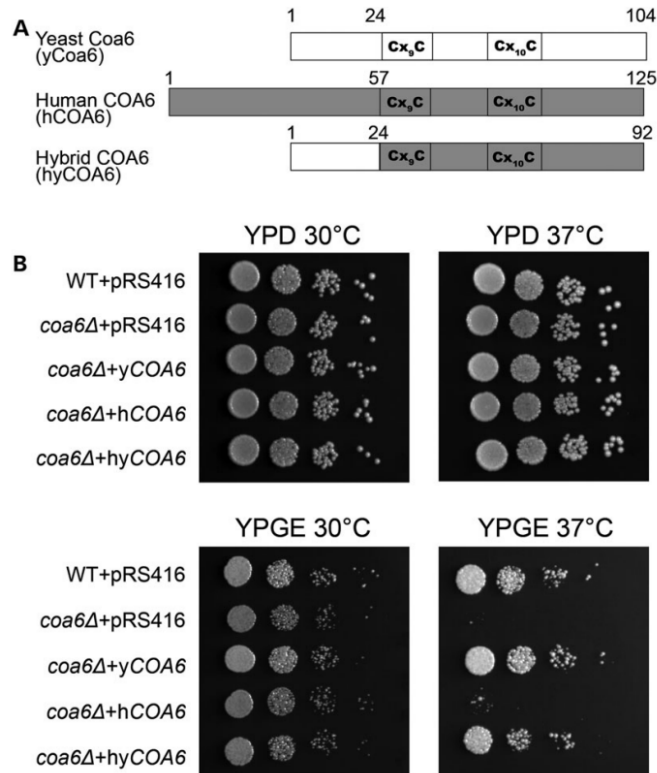 A
1 24 104
Yeast Coa6 Cx₉C Cx₁₀C
(yCoa6)
1 57 125
Human COA6 Cx₉C Cx₁₀C
(hCOA6)
1 24 92
Hybrid COA6 Cx₉C Cx₁₀C
(hyCOA6)
B
YPD 30°C YPD 37°C
WT+pRS416
coa6Δ+pRS416
coa6Δ+yCOA6
coa6Δ+hCOA6
coa6Δ+hyCOA6
YPGE 30°C YPGE 37°C
WT+pRS416
coa6Δ+pRS416
coa6Δ+yCOA6
coa6Δ+hCOA6
coa6Δ+hyCOA6